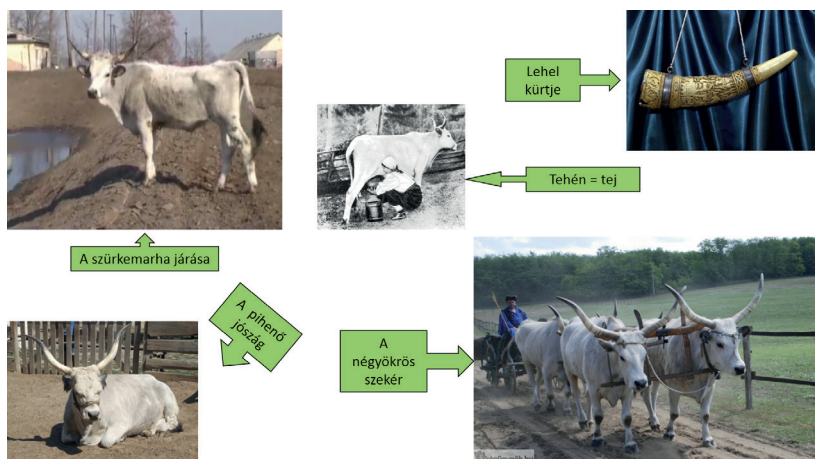 Lehel
kürtje
Tehén = tej
A szürkemarha járása
A pihenő
jószág
A
négyökrös
szekér